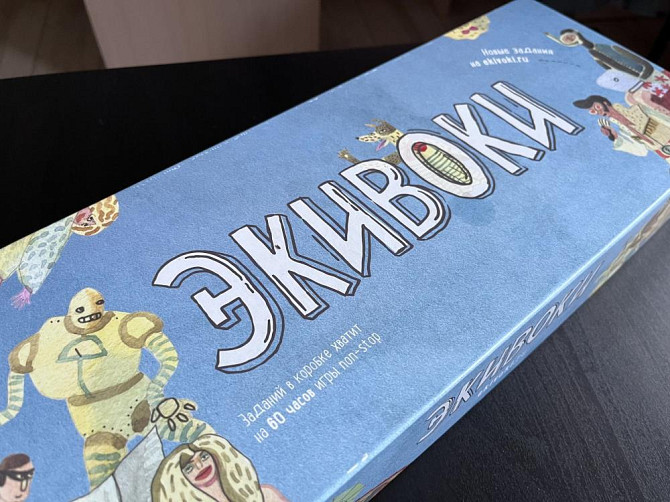 Новые задания
на ekivoki.ru
ЭКИВОКИ
Заданий в коробке хватит
на 60 часов игры non-stop
ЭКИВОКИ